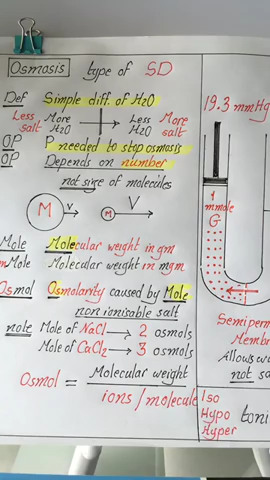 Osmosis type of SD
Def Simple diff. of H2O
Less salt More H2O Less H2O More salt
OP P needed to stop osmosis
OP Depends on number
not size of molecules
M V M V
Mole Molecular weight in gm
mMole Molecular weight in mgm
Osmol Osmolarity caused by Mole
non ionisable salt
note Mole of NaCl → 2 osmols
Mole of CaCl2 → 3 osmols
Osmol = Molecular weight
ions/molecule
19.3 mmHg
1 mmole
G
Semiperm
Membr
Allows w
not sa
Iso
Hypo toni
Hyper